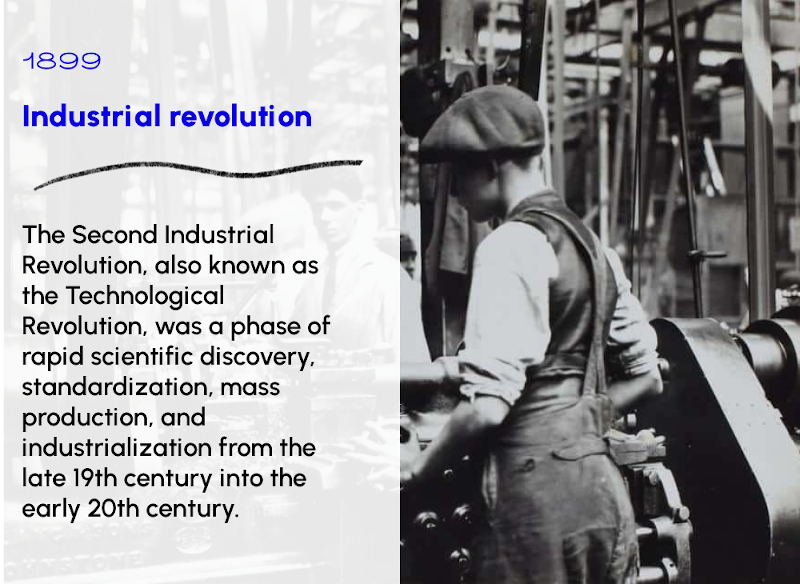 1899
Industrial revolution
The Second Industrial
Revolution, also known as
the Technological
Revolution, was a phase of
rapid scientific discovery,
standardization, mass
production, and
industrialization from the
late 19th century into the
early 20th century.